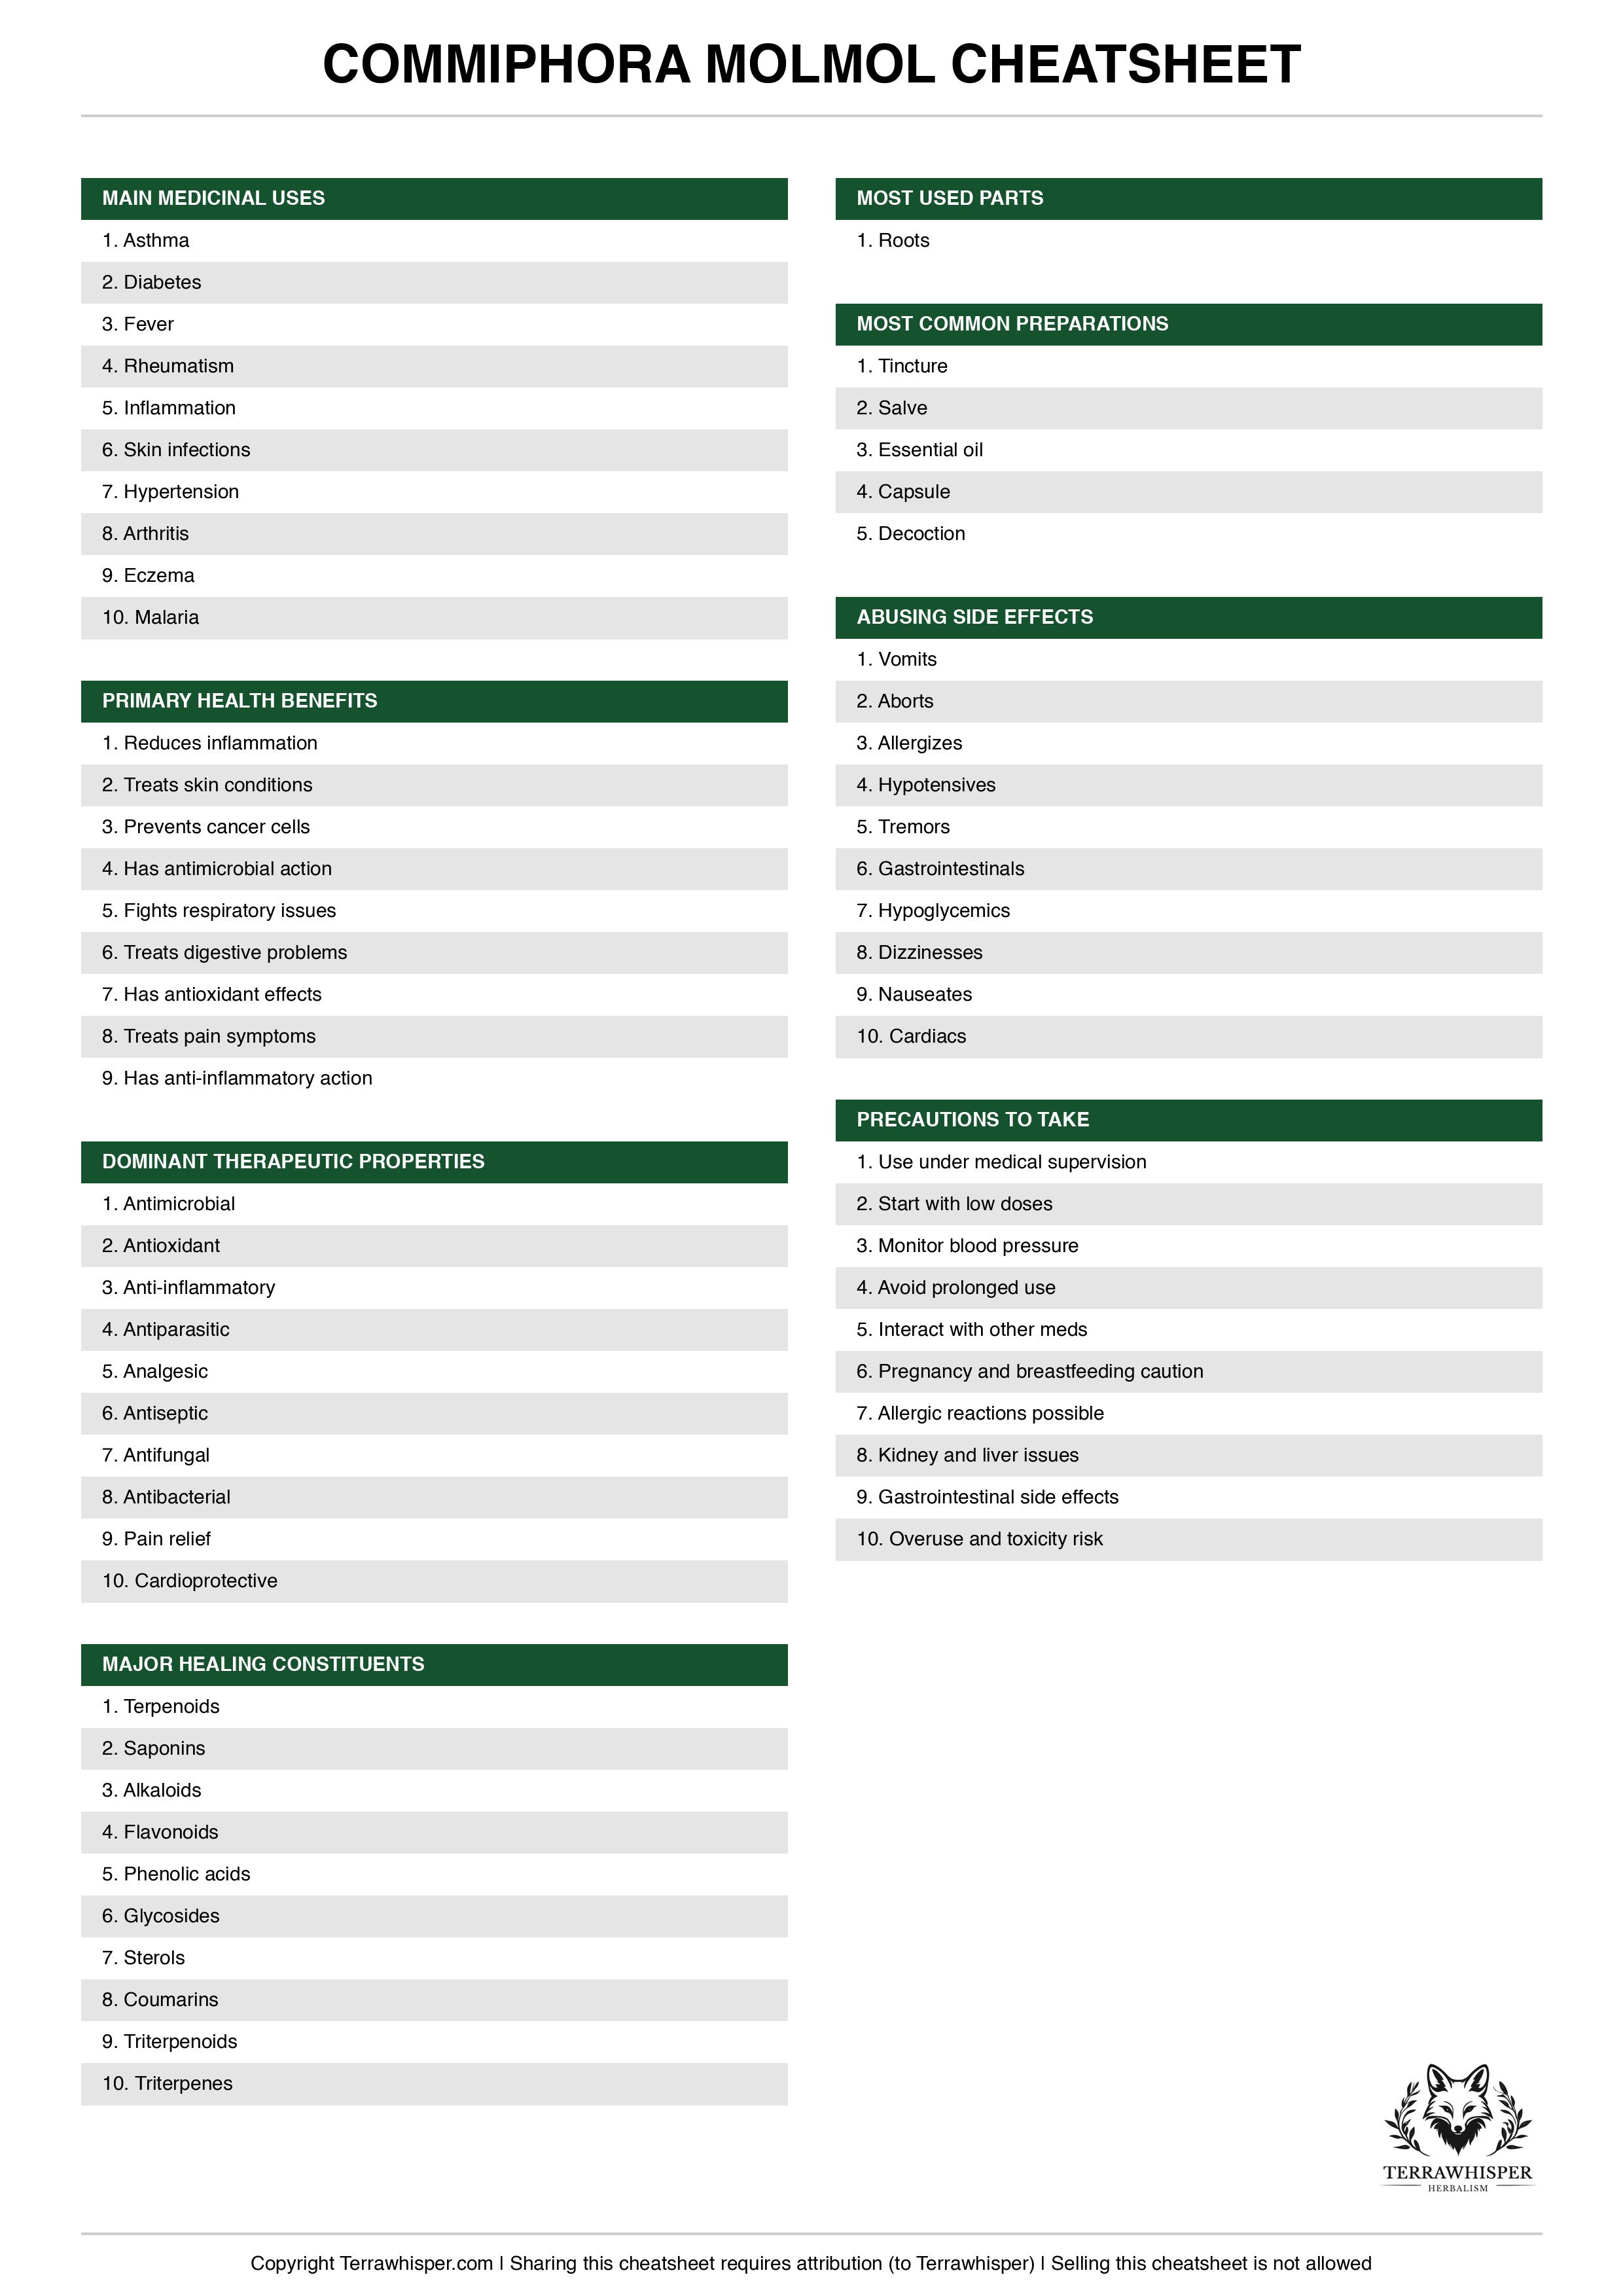 COMMIPHORA MOLMOL CHEATSHEET
MAIN MEDICINAL USES
1. Asthma
2. Diabetes
3. Fever
4. Rheumatism
5. Inflammation
6. Skin infections
7. Hypertension
8. Arthritis
9. Eczema
10. Malaria
PRIMARY HEALTH BENEFITS
1. Reduces inflammation
2. Treats skin conditions
3. Prevents cancer cells
4. Has antimicrobial action
5. Fights respiratory issues
6. Treats digestive problems
7. Has antioxidant effects
8. Treats pain symptoms
9. Has anti-inflammatory action
DOMINANT THERAPEUTIC PROPERTIES
1. Antimicrobial
2. Antioxidant
3. Anti-inflammatory
4. Antiparasitic
5. Analgesic
6. Antiseptic
7. Antifungal
8. Antibacterial
9. Pain relief
10. Cardioprotective
MAJOR HEALING CONSTITUENTS
1. Terpenoids
2. Saponins
3. Alkaloids
4. Flavonoids
5. Phenolic acids
6. Glycosides
7. Sterols
8. Coumarins
9. Triterpenoids
10. Triterpenes
MOST USED PARTS
1. Roots
MOST COMMON PREPARATIONS
1. Tincture
2. Salve
3. Essential oil
4. Capsule
5. Decoction
ABUSING SIDE EFFECTS
1. Vomits
2. Aborts
3. Allergizes
4. Hypotensives
5. Tremors
6. Gastrointestinals
7. Hypoglycemics
8. Dizzinesses
9. Nauseates
10. Cardiacs
PRECAUTIONS TO TAKE
1. Use under medical supervision
2. Start with low doses
3. Monitor blood pressure
4. Avoid prolonged use
5. Interact with other meds
6. Pregnancy and breastfeeding caution
7. Allergic reactions possible
8. Kidney and liver issues
9. Gastrointestinal side effects
10. Overuse and toxicity risk
TERRAWHISPER
HERBALISM
Copyright Terrawhisper.com | Sharing this cheatsheet requires attribution (to Terrawhisper) | Selling this cheatsheet is not allowed